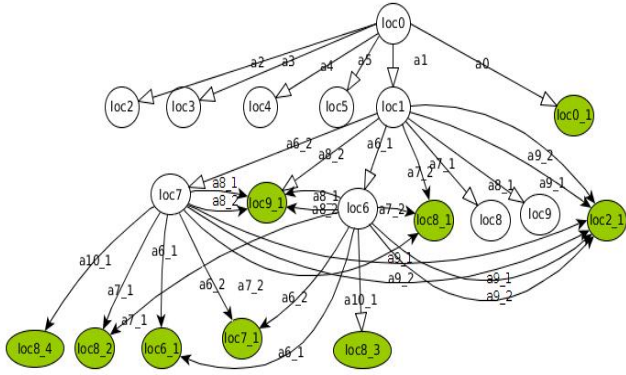 loc0
a2
a3
a4
a5
a1
a0
loc2
loc3
loc4
loc5
loc1
loc0_1
a6_2
a8_2
a6_1
a7_2
a7_1
a8_1
a9_1
a9_2
loc7
a8_1
a8_2
loc9_1
a8_1
a8_2
loc6
a7_2
loc8_1
loc8
loc9
loc2_1
a10_1
a7_1
a6_1
a6_2
a7_2
a9_1
a9_2
a9_1
a9_2
a7_1
a6_2
a10_1
a6_1
loc8_4
loc8_2
loc6_1
loc7_1
loc8_3